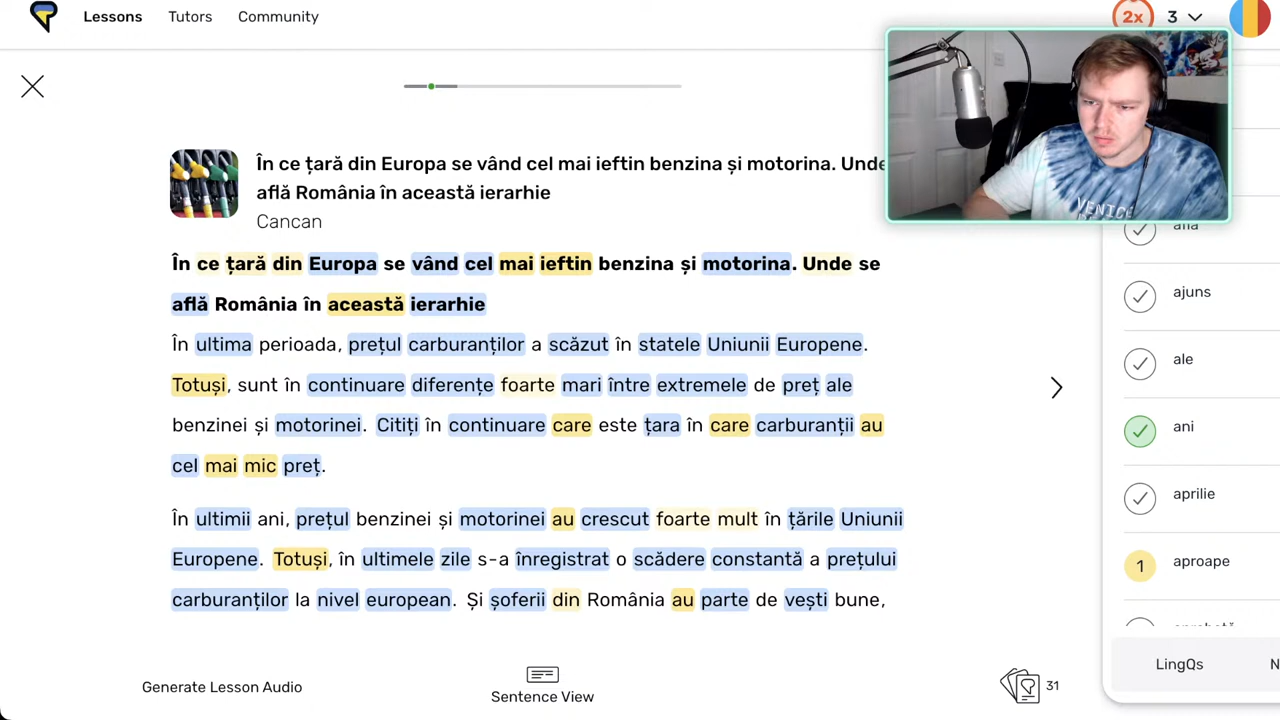 Lessons Tutors Community 2x 3
În ce țară din Europa se vând cel mai ieftin benzina și motorina. Unde
află România în această ierarhie
Cancan
În ce țară din Europa se vând cel mai ieftin benzina și motorina. Unde se
află România în această ierarhie
În ultima perioada, prețul carburanților a scăzut în statele Uniunii Europene.
Totuși, sunt în continuare diferențe foarte mari între extremele de preț ale
benzinei și motorinei. Citiți în continuare care este țara în care carburanții au
cel mai mic preț.
În ultimii ani, prețul benzinei și motorinei au crescut foarte mult în țările Uniunii
Europene. Totuși, în ultimele zile s-a înregistrat o scădere constantă a prețului
carburanților la nivel european. Și șoferii din România au parte de vești bune,
Generate Lesson Audio
Sentence View
31
VENICE
află
ajuns
ale
ani
aprilie
1 aproape
LingQs